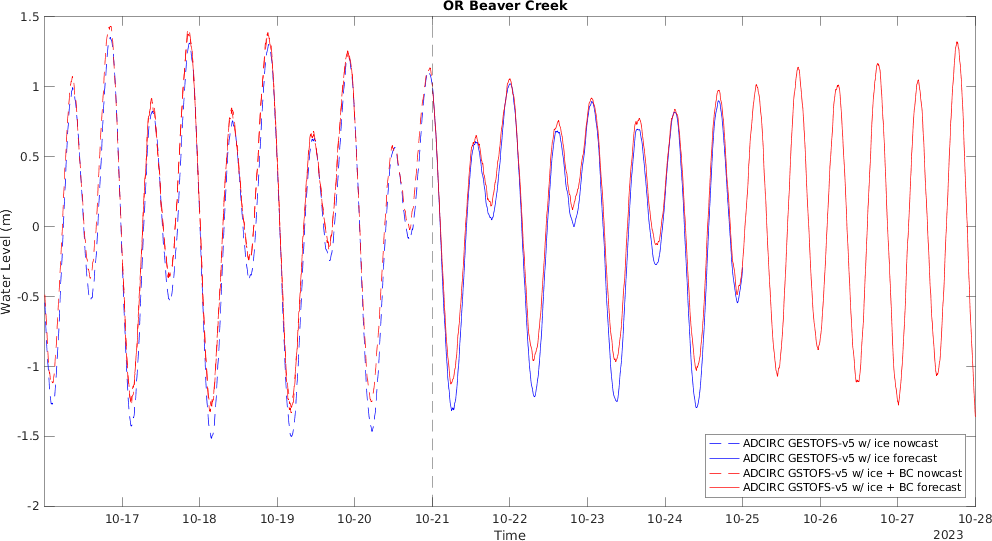 OR Beaver Creek
1.5
1
0.5
0
-0.5
-1
-1.5
-2
Water Level (m)
ADCIRC GESTOFS-v5 w/ ice nowcast
ADCIRC GESTOFS-v5 w/ ice forecast
ADCIRC GSTOFS-v5 w/ ice + BC nowcast
ADCIRC GSTOFS-v5 w/ ice + BC forecast
10-17 10-18 10-19 10-20 10-21 10-22 10-23 10-24 10-25 10-26 10-27 10-28
Time
2023